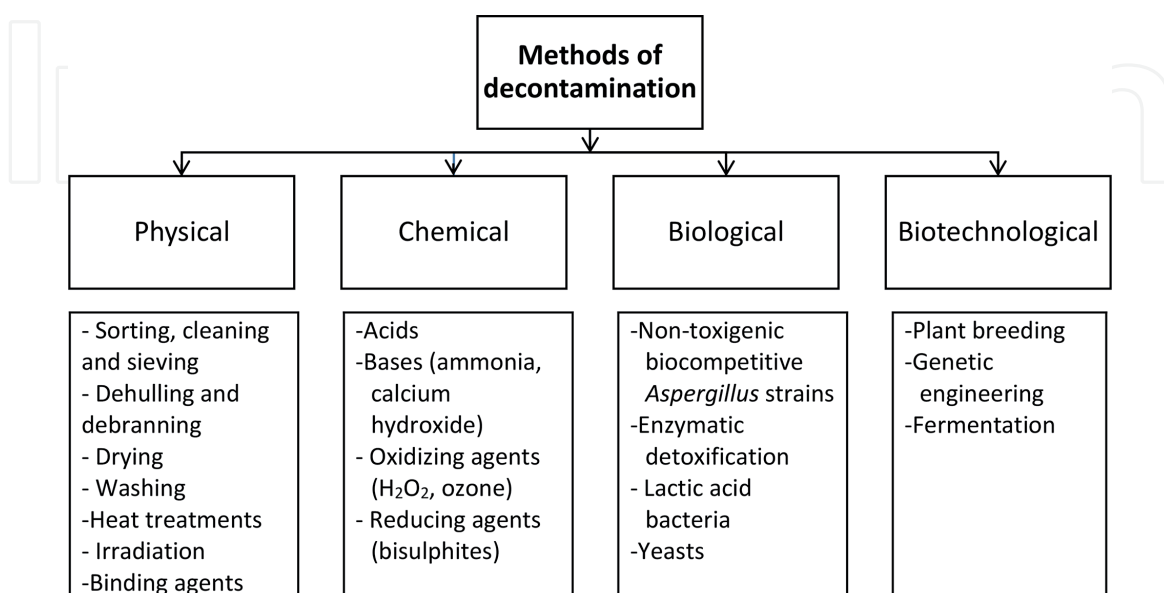 Methods of
decontamination
Physical
Chemical
Biological
Biotechnological
- Sorting, cleaning
and sieving
- Dehulling and
debranning
- Drying
- Washing
-Heat treatments
- Irradiation
-Binding agents
-Acids
-Bases (ammonia,
calcium
hydroxide)
- Oxidizing agents
(H₂O₂, ozone)
- Reducing agents
(bisulphites)
-Non-toxigenic
biocompetitive
Aspergillus strains
-Enzymatic
detoxification
- Lactic acid
bacteria
-Yeasts
-Plant breeding
-Genetic
engineering
-Fermentation